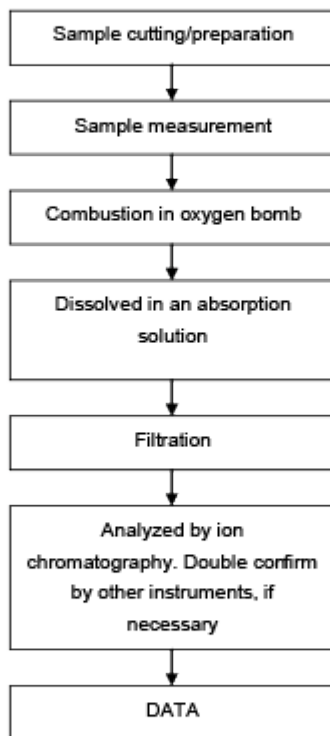 Sample cutting/preparation
Sample measurement
Combustion in oxygen bomb
Dissolved in an absorption
solution
Filtration
Analyzed by ion
chromatography. Double confirm
by other instruments, if
necessary
DATA